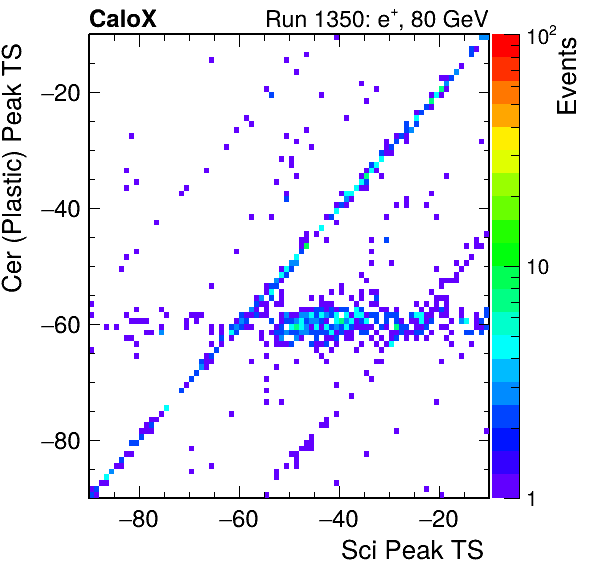 CaloX Run 1350: e⁺, 80 GeV
10²
Events
Cer (Plastic) Peak TS
−20
−40
10
−60
−80
1
−80 −60 −40 −20
Sci Peak TS